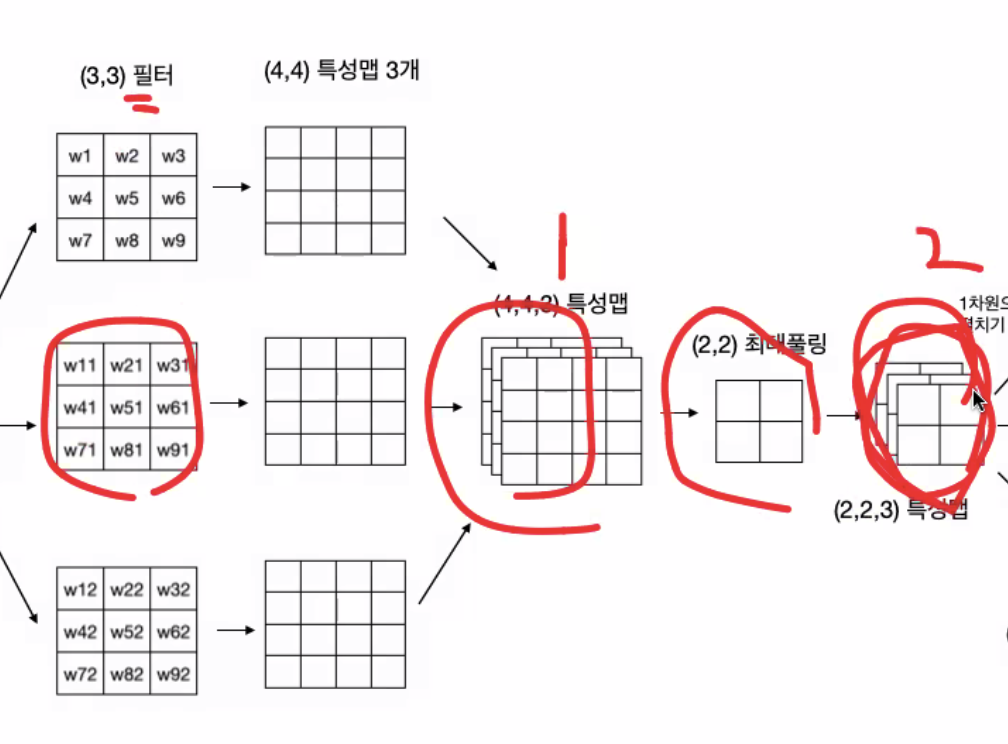 (3,3) 필터
(4,4) 특성맵 3개
w1 w2 w3
w4 w5 w6
w7 w8 w9
1
2
(4,4,3) 특성맵
1차원으
펼치기
(2,2) 최대풀링
w11 w21 w31
w41 w51 w61
w71 w81 w91
(2,2,3) 특성맵
w12 w22 w32
w42 w52 w62
w72 w82 w92